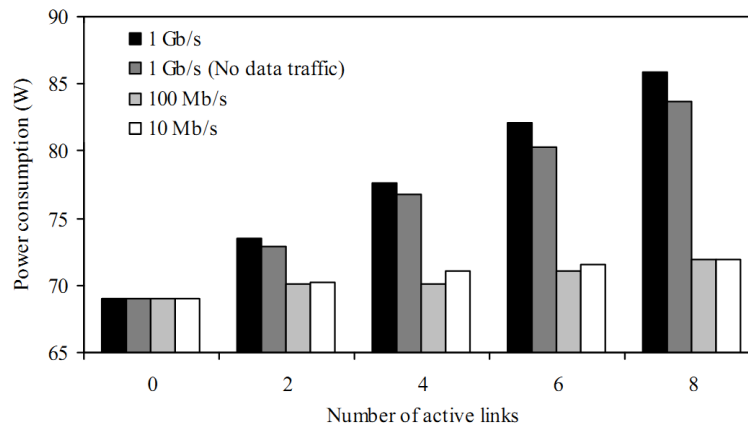 90
85
80
75
70
65
Power consumption (W)
1 Gb/s
1 Gb/s (No data traffic)
100 Mb/s
10 Mb/s
0 2 4 6 8
Number of active links